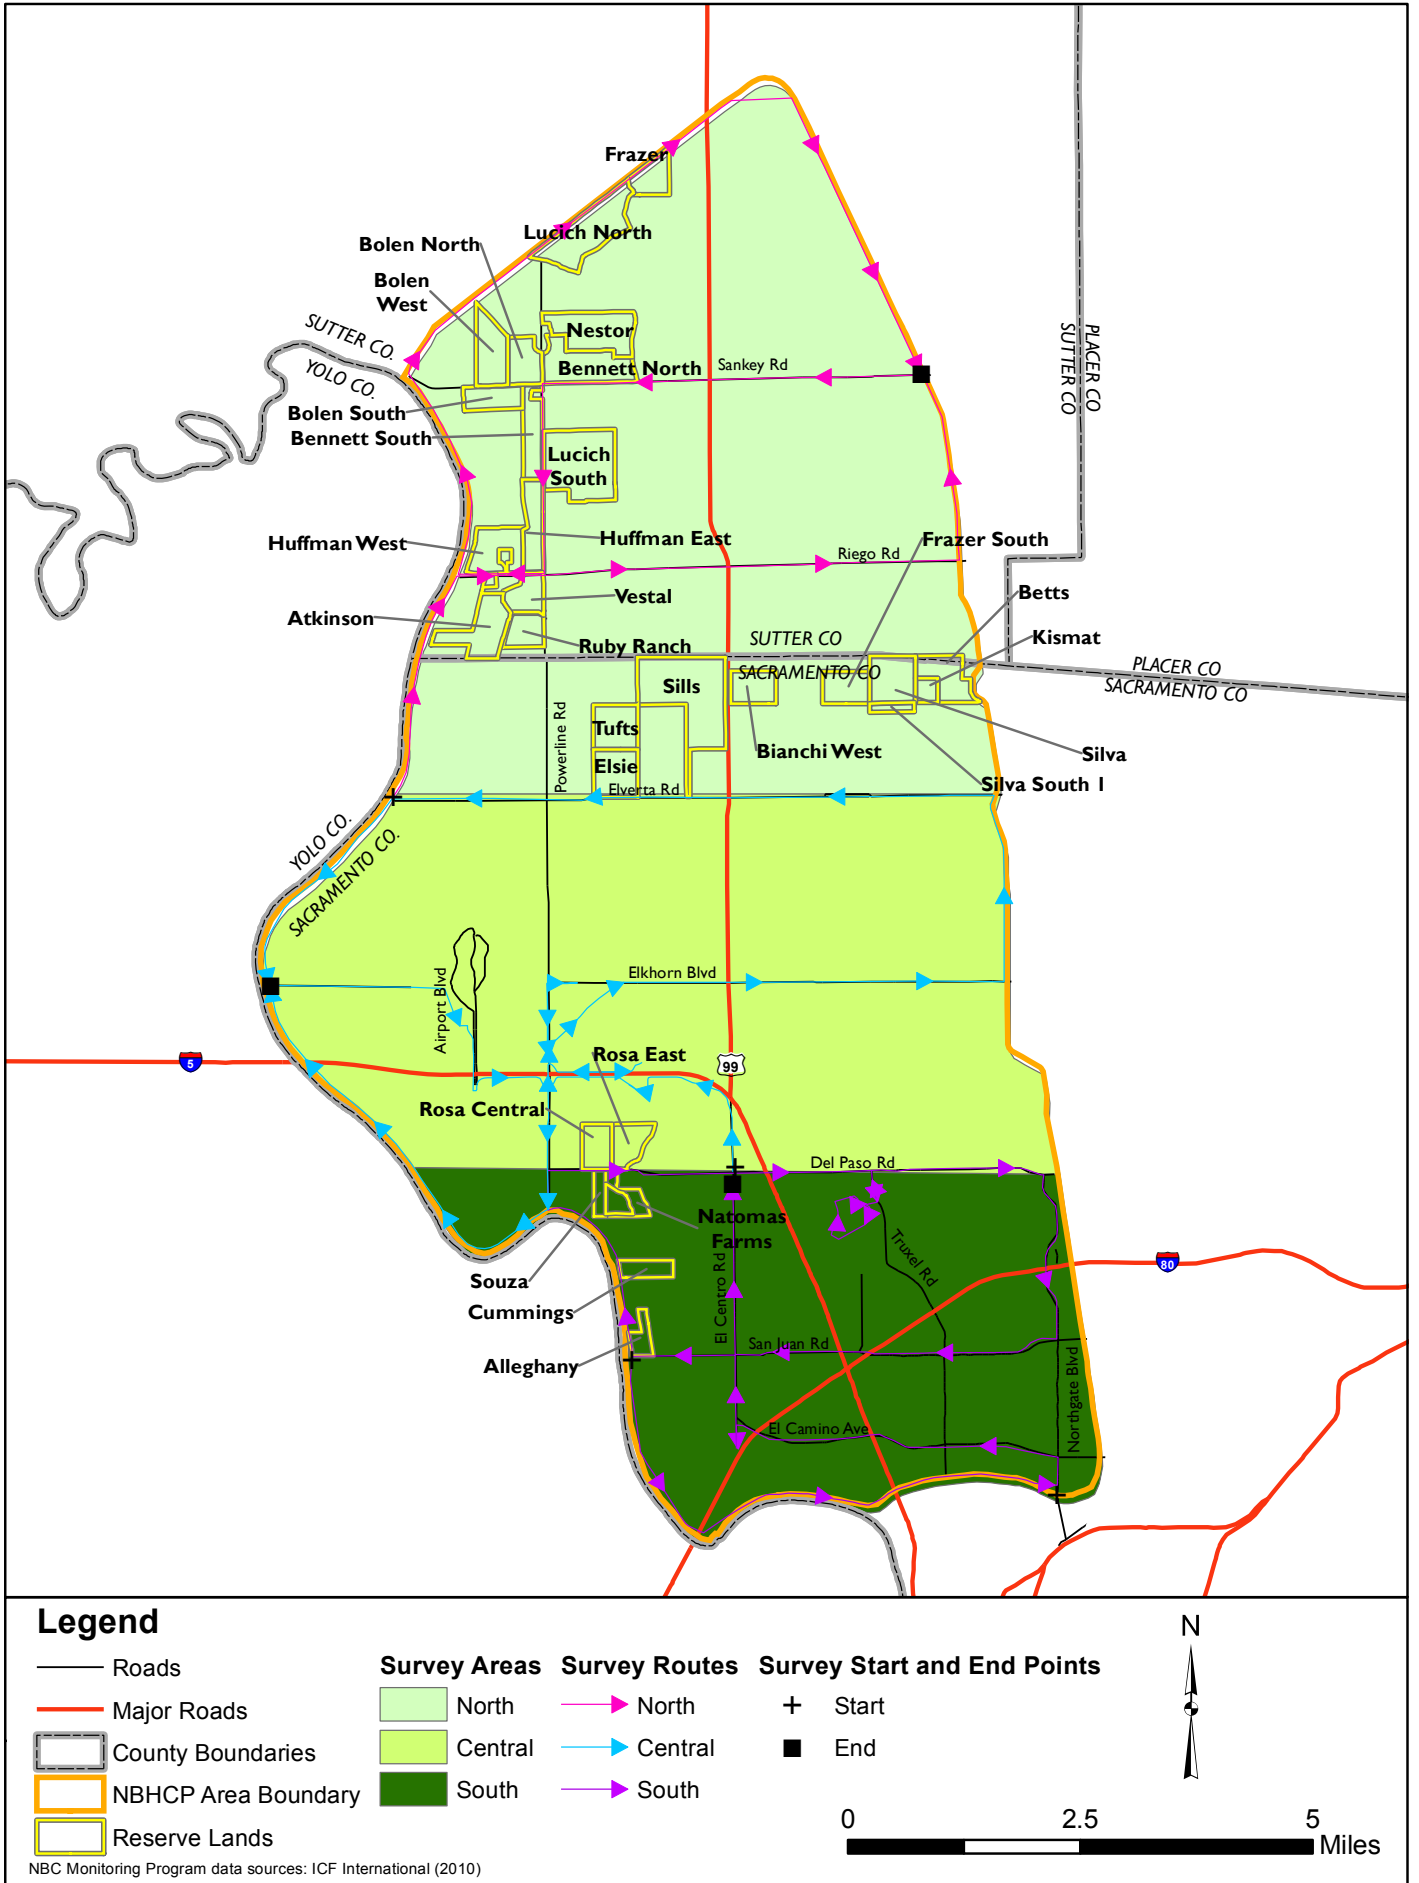 Frazer
Lucich North
Bolen North
Bolen
West
SUTTER CO.
YOLO CO.
Nestor
Bennett North
Sankey Rd
PLACER CO
SUTTER CO
Bolen South
Bennett South
Lucich
South
Huffman West
Huffman East
Frazer South
Riego Rd
Betts
Vestal
Atkinson
Kismat
Ruby Ranch
SUTTER CO
SACRAMENTO CO
PLACER CO
SACRAMENTO CO
Sills
Tufts
Powerline Rd
Bianchi West
Silva
Elsie
Silva South 1
Elverta Rd
YOLO CO.
SACRAMENTO CO.
Elkhorn Blvd
Airport Blvd
5
Rosa East
99
Rosa Central
Del Paso Rd
Natomas
Farms
Truxel Rd
80
Souza
El Centro Rd
Cummings
San Juan Rd
Alleghany
Northgate Blvd
El Camino Ave
Legend
Roads
Major Roads
County Boundaries
NBHCP Area Boundary
Reserve Lands
Survey Areas
North
Central
South
Survey Routes
North
Central
South
Survey Start and End Points
Start
End
N
0 2.5 5
Miles
NBC Monitoring Program data sources: ICF International (2010)